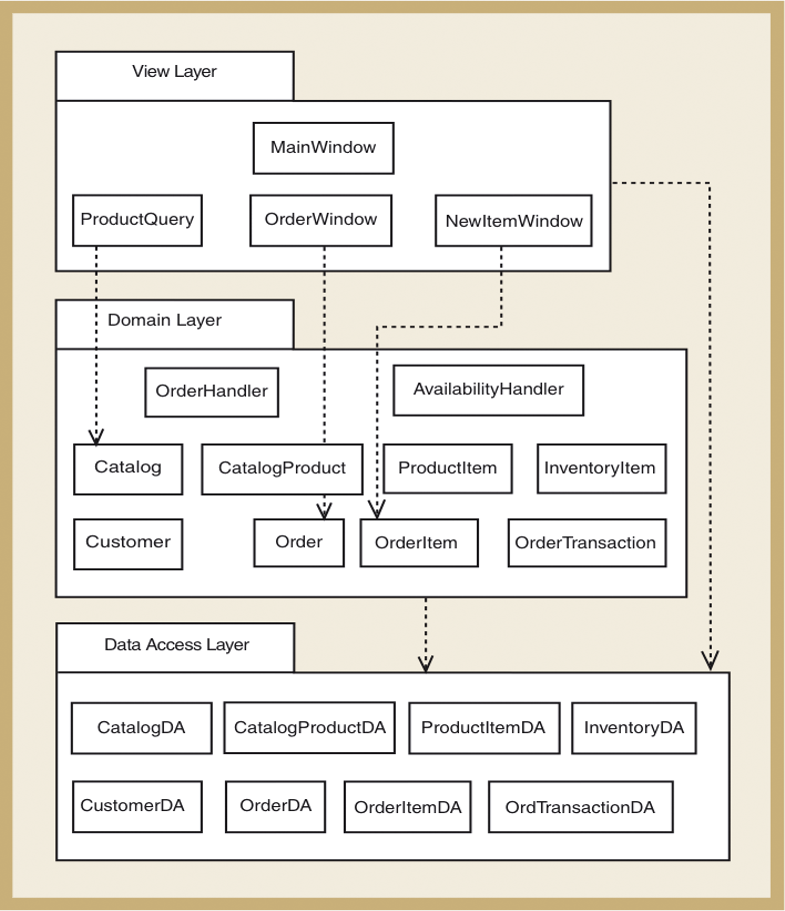 View Layer
MainWindow
ProductQuery
OrderWindow
NewItemWindow
Domain Layer
OrderHandler
AvailabilityHandler
Catalog
CatalogProduct
ProductItem
InventoryItem
Customer
Order
OrderItem
OrderTransaction
Data Access Layer
CatalogDA
CatalogProductDA
ProductItemDA
InventoryDA
CustomerDA
OrderDA
OrderItemDA
OrdTransactionDA